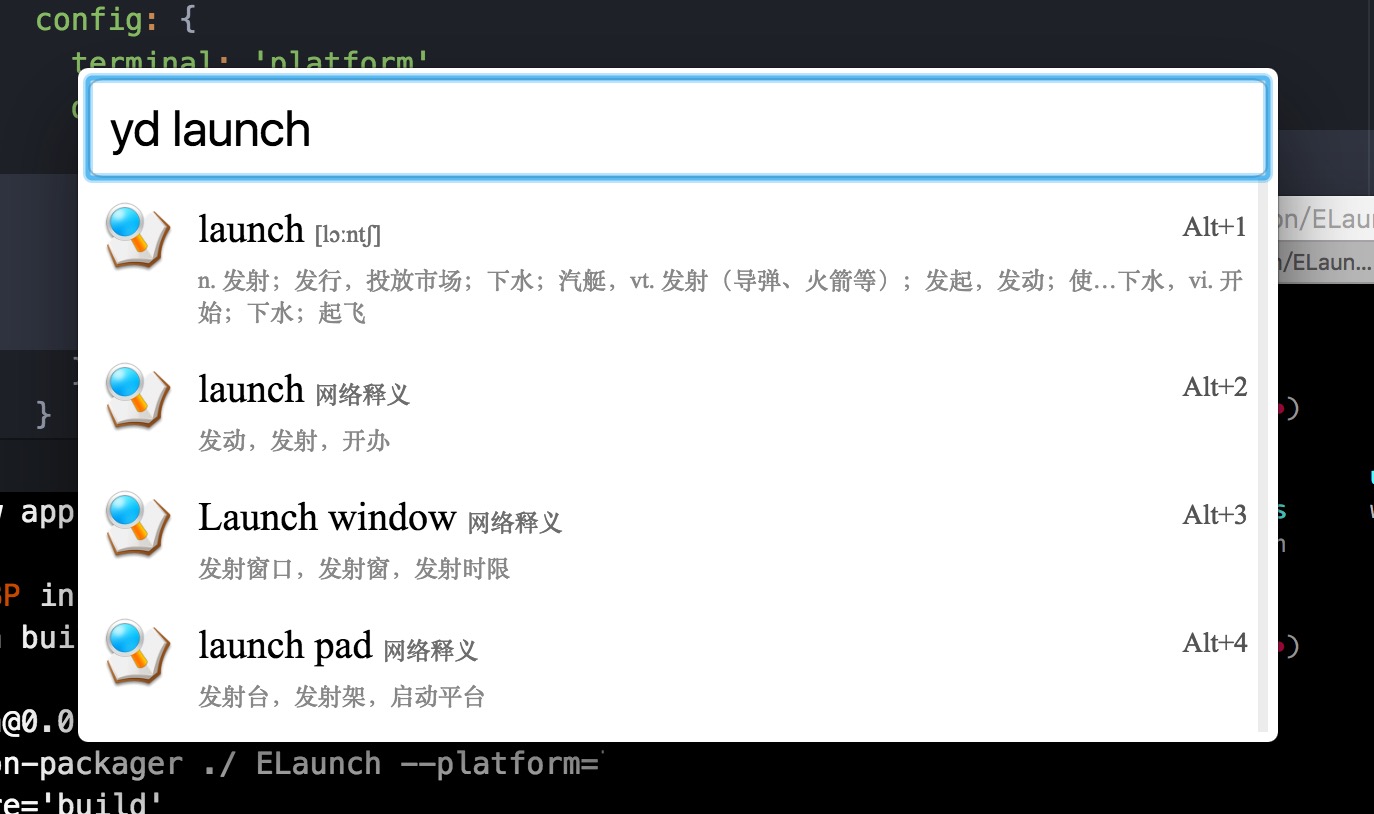 config: {
terminal: 'platform'
yd launch
launch [lɔ:ntʃ] Alt+1
n. 发射；发行，投放市场；下水；汽艇，vt. 发射（导弹、火箭等）；发起，发动；使…下水，vi. 开
始；下水；起飞
launch 网络释义 Alt+2
发动，发射，开办
Launch window 网络释义 Alt+3
发射窗口，发射窗，发射时限
launch pad 网络释义 Alt+4
发射台，发射架，启动平台
on/ELau
/ELaun...
}
)
app
in
bui
)
@0.0
n-packager ./ ELaunch --platform=
re='build'